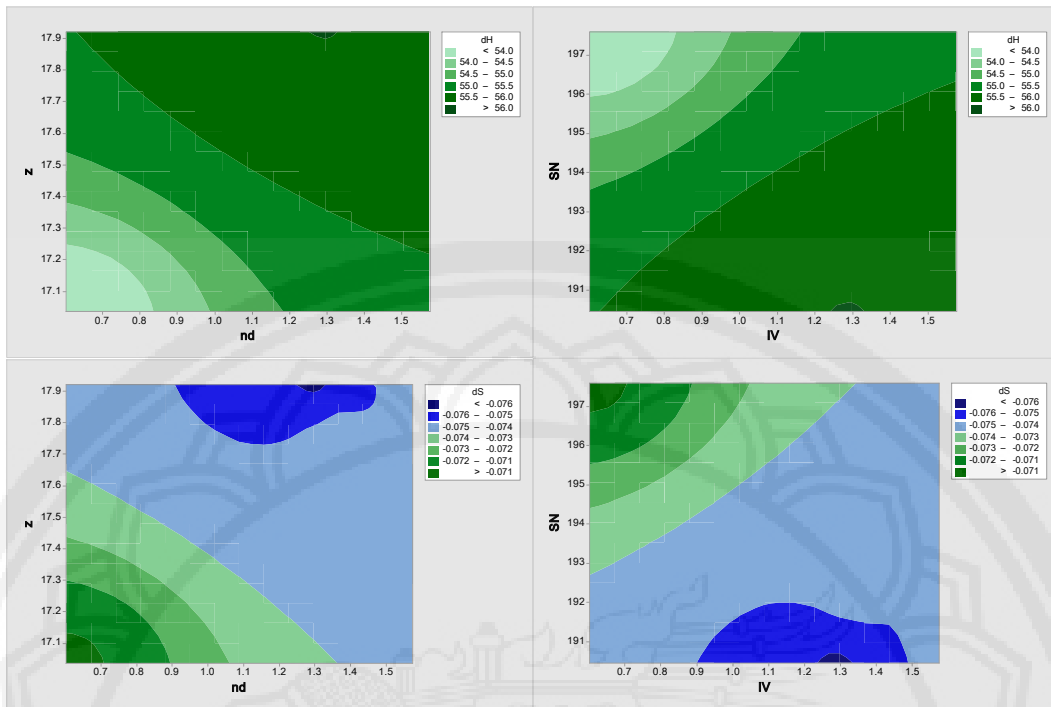 dH
< 54.0
54.0 – 54.5
54.5 – 55.0
55.0 – 55.5
55.5 – 56.0
> 56.0
17.9
17.8
17.7
17.6
17.5
17.4
17.3
17.2
17.1
z
0.7 0.8 0.9 1.0 1.1 1.2 1.3 1.4 1.5
nd
dH
< 54.0
54.0 – 54.5
54.5 – 55.0
55.0 – 55.5
55.5 – 56.0
> 56.0
197
196
195
194
193
192
191
SN
0.7 0.8 0.9 1.0 1.1 1.2 1.3 1.4 1.5
IV
dS
< -0.076
-0.076 – -0.075
-0.075 – -0.074
-0.074 – -0.073
-0.073 – -0.072
-0.072 – -0.071
> -0.071
17.9
17.8
17.7
17.6
17.5
17.4
17.3
17.2
17.1
z
0.7 0.8 0.9 1.0 1.1 1.2 1.3 1.4 1.5
nd
dS
< -0.076
-0.076 – -0.075
-0.075 – -0.074
-0.074 – -0.073
-0.073 – -0.072
-0.072 – -0.071
> -0.071
197
196
195
194
193
192
191
SN
0.7 0.8 0.9 1.0 1.1 1.2 1.3 1.4 1.5
IV